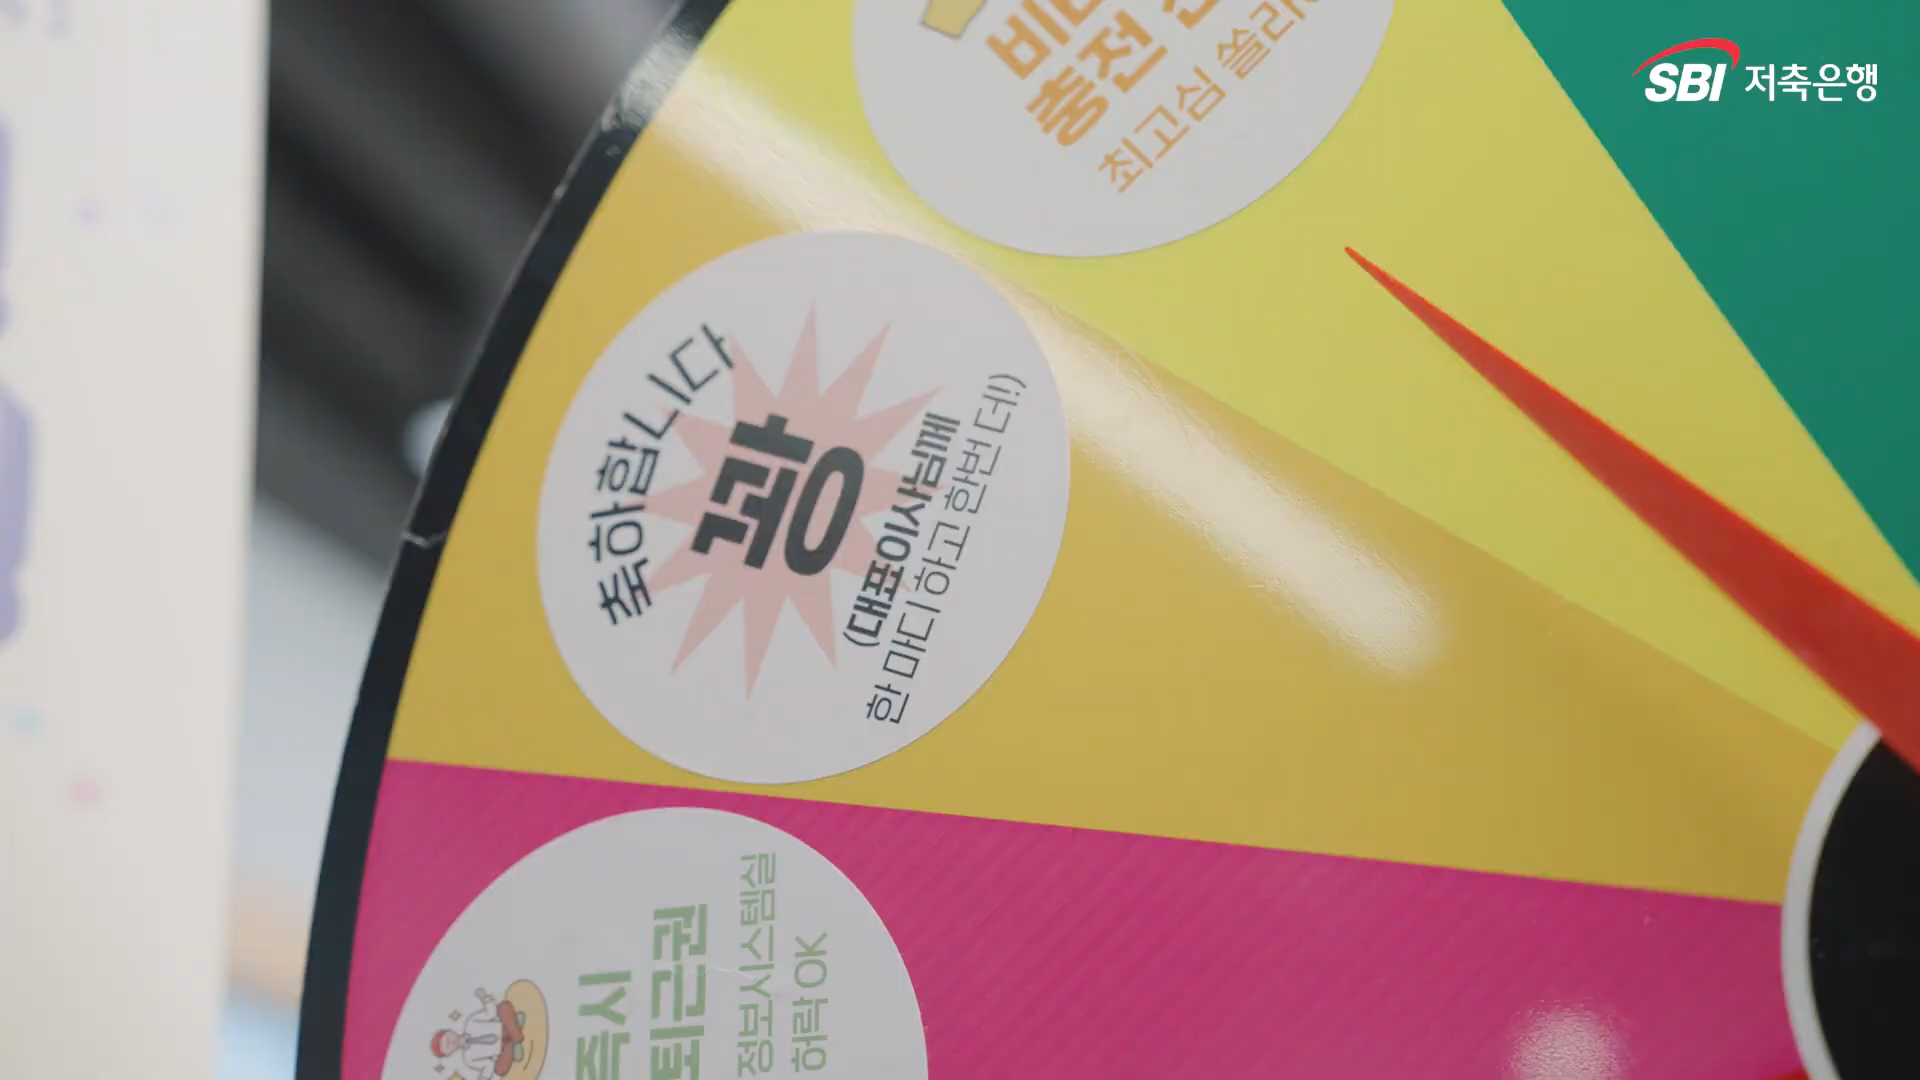 SBI 저축은행
충전
최고심
축하합니다
꽝
(대표이사님께
한 마디 하고 한번 더!)
즉시
퇴근권
정보시스템실
허락 OK